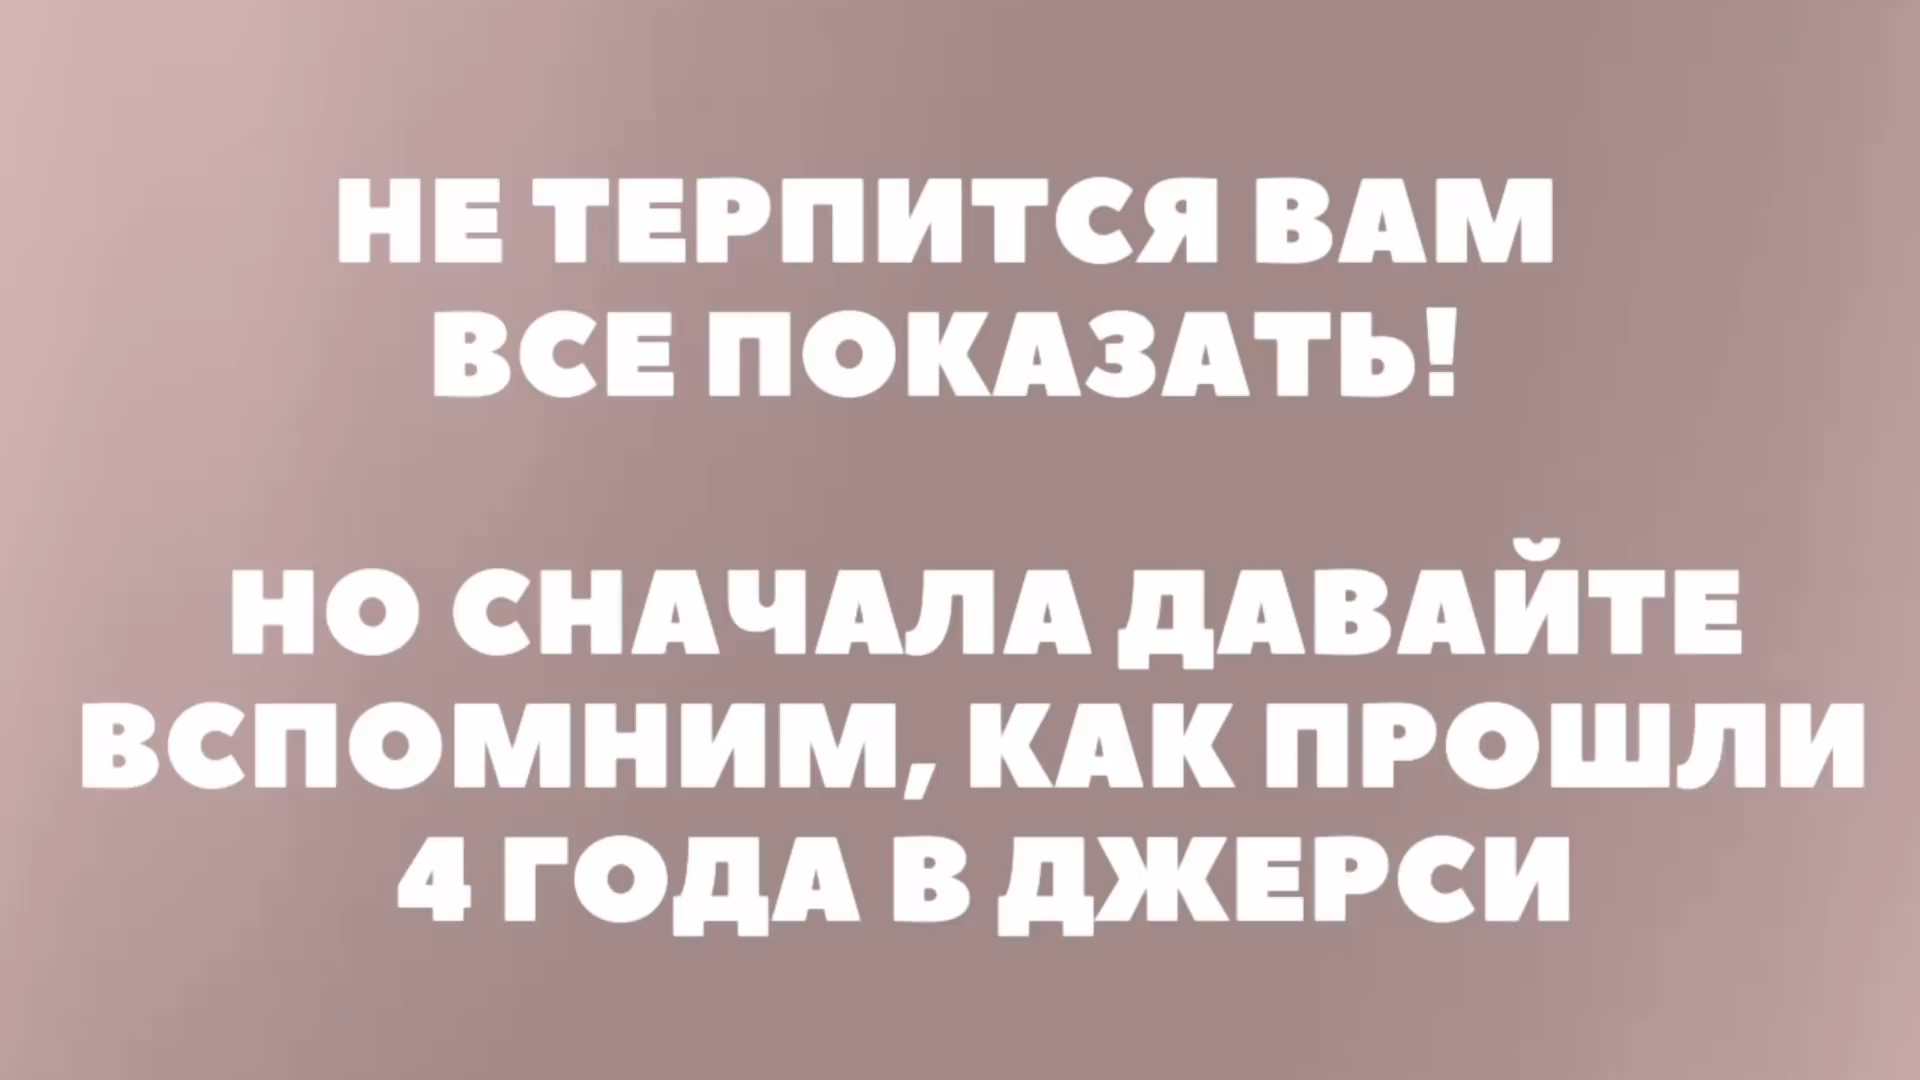 НЕ ТЕРПИТСЯ ВАМ
ВСЕ ПОКАЗАТЬ!
НО СНАЧАЛА ДАВАЙТЕ
ВСПОМНИМ, КАК ПРОШЛИ
4 ГОДА В ДЖЕРСИ